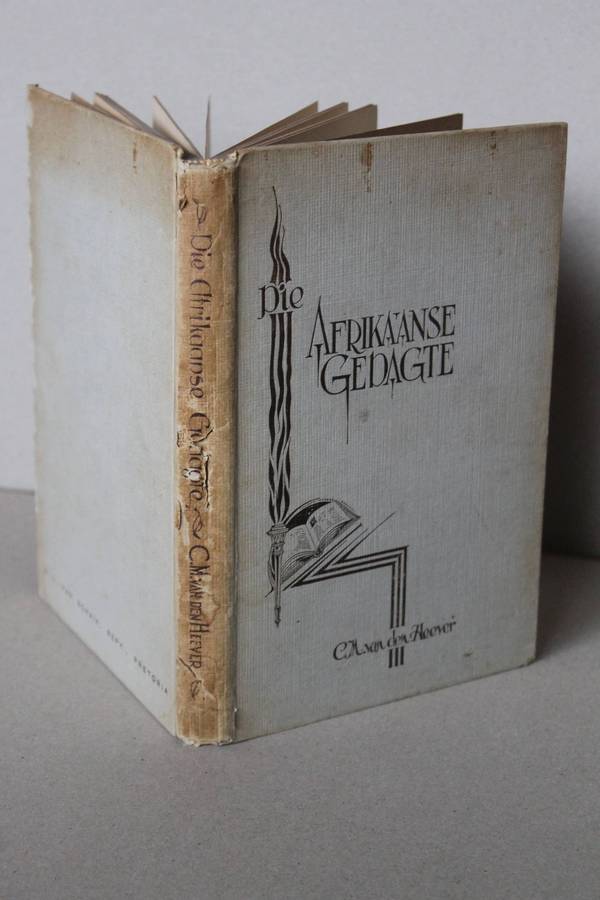 Die
AFRIKAANSE
GEDAGTE
C.M. van den Heever
Die Afrikaanse Gedagte C.M. VAN DEN HEEVER
PRETORIA